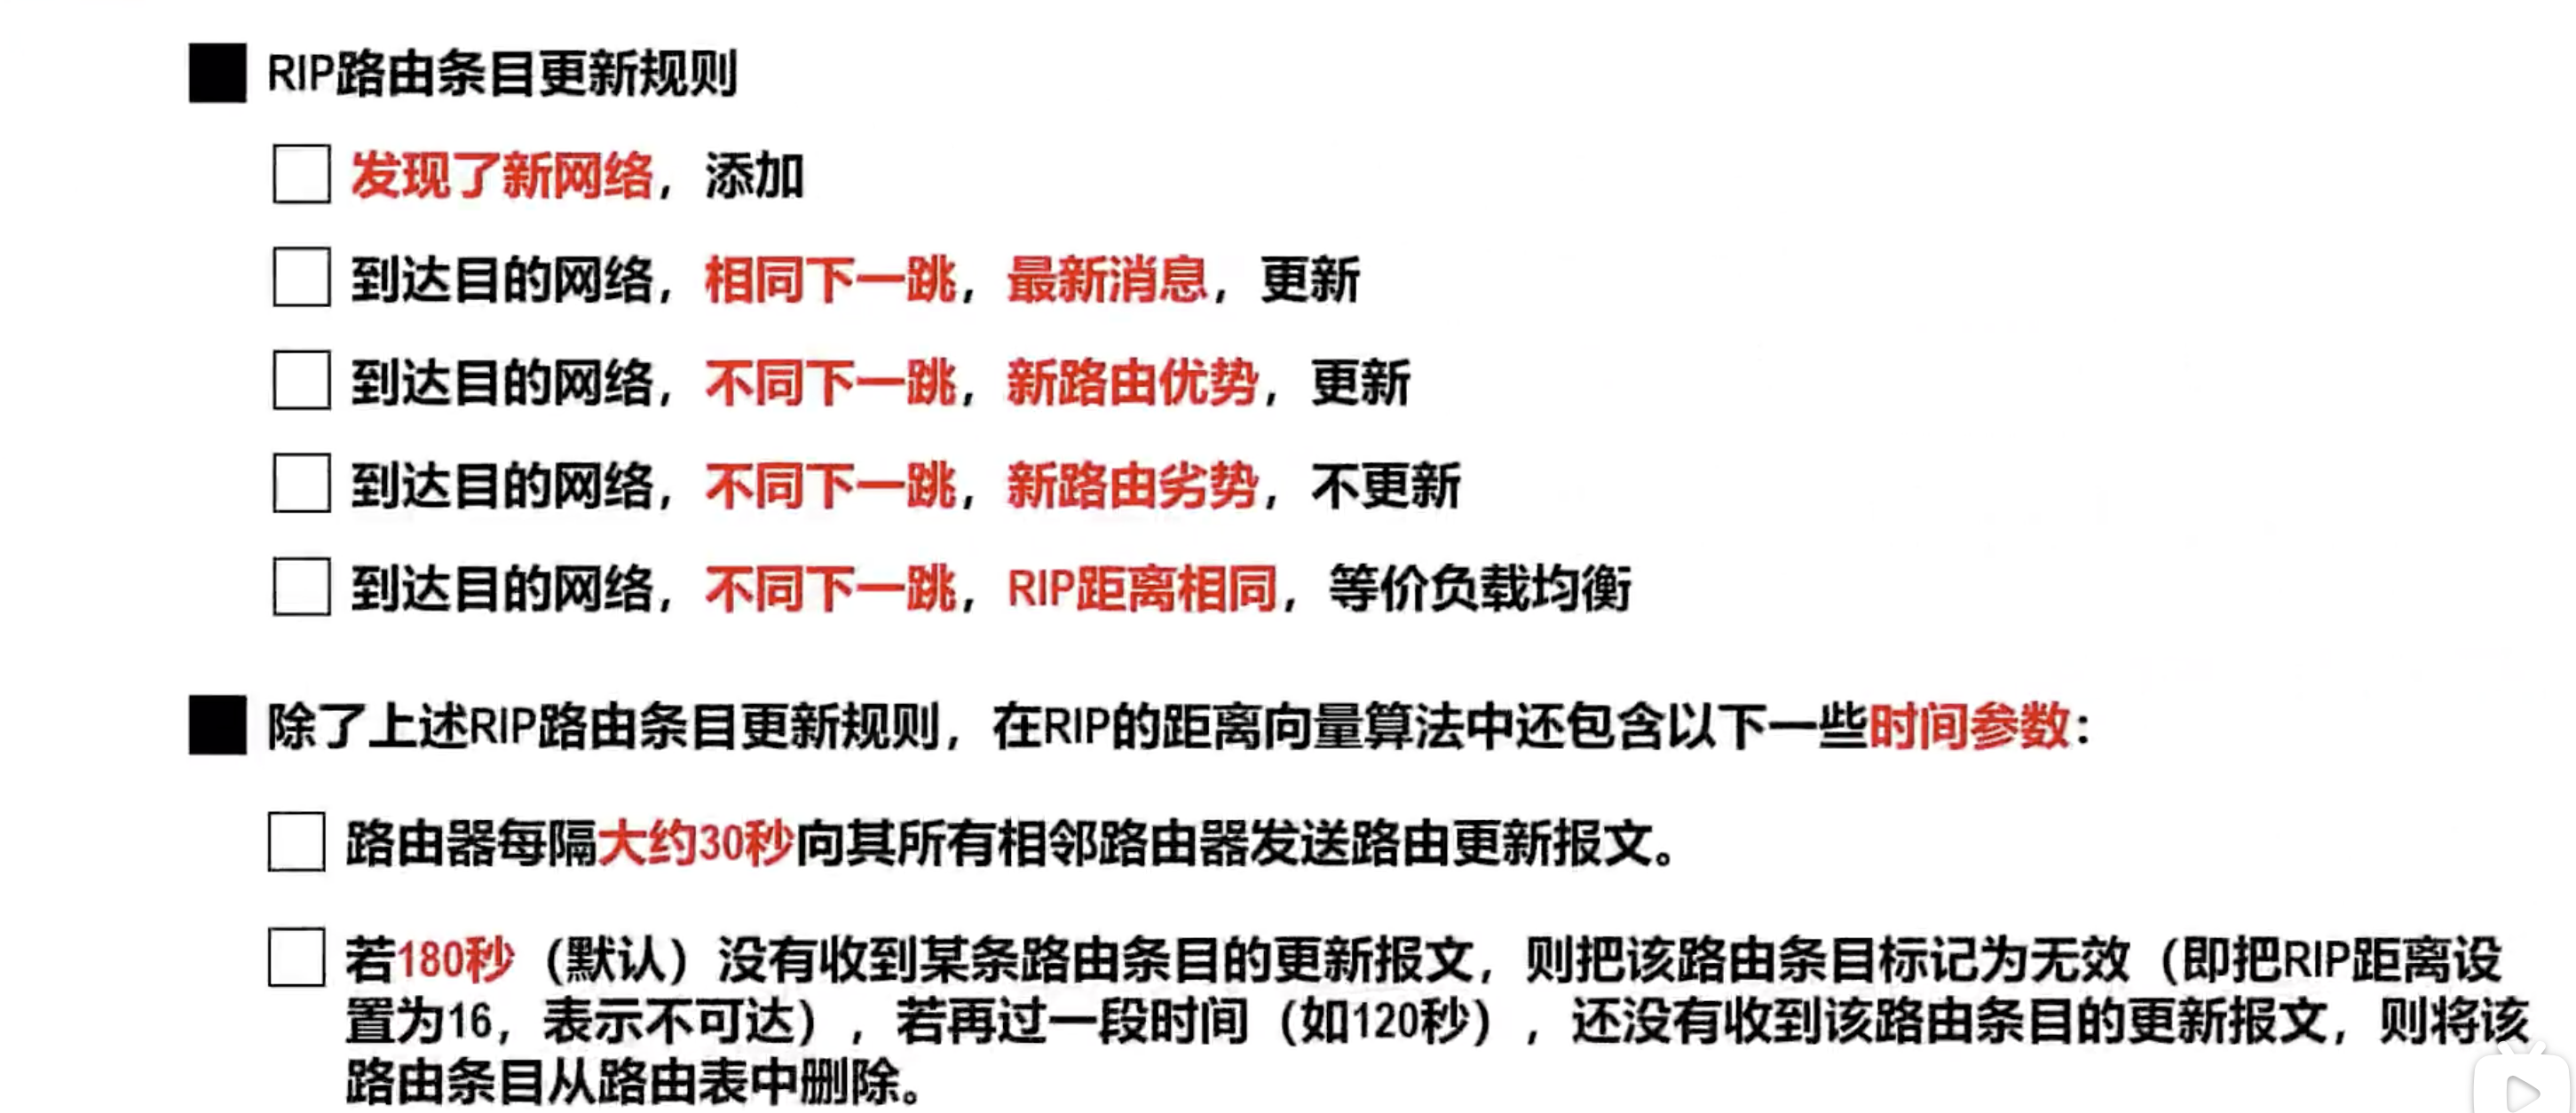 RIP路由条目更新规则
发现了新网络，添加
到达目的网络，相同下一跳，最新消息，更新
到达目的网络，不同下一跳，新路由优势，更新
到达目的网络，不同下一跳，新路由劣势，不更新
到达目的网络，不同下一跳，RIP距离相同，等价负载均衡
除了上述RIP路由条目更新规则，在RIP的距离向量算法中还包含以下一些时间参数：
路由器每隔大约30秒向其所有相邻路由器发送路由更新报文。
若180秒（默认）没有收到某条路由条目的更新报文，则把该路由条目标记为无效（即把RIP距离设
置为16，表示不可达），若再过一段时间（如120秒），还没有收到该路由条目的更新报文，则将该
路由条目从路由表中删除。